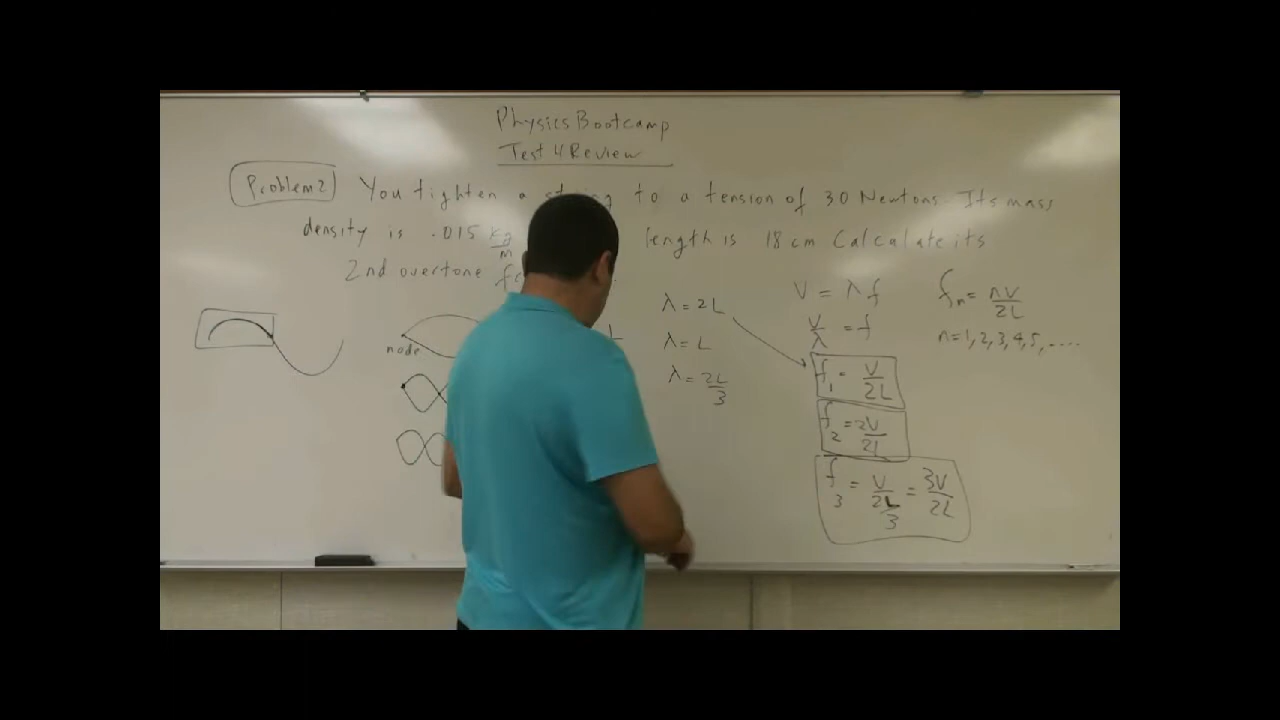 Physics Bootcamp
Test 4 Review
Problem 2 You tighten a string to a tension of 30 Newtons. Its mass
density is .015 kg/m length is 18 cm Calcalate its
2nd overtone
node
λ = 2L
λ = L
λ = 2L/3
V = λ f
V/λ = f
f₁ = V/2L
f₂ = 2V/2L
f₃ = V/(2L/3) = 3V/2L
fₙ = nV/2L
n=1,2,3,4,5,....